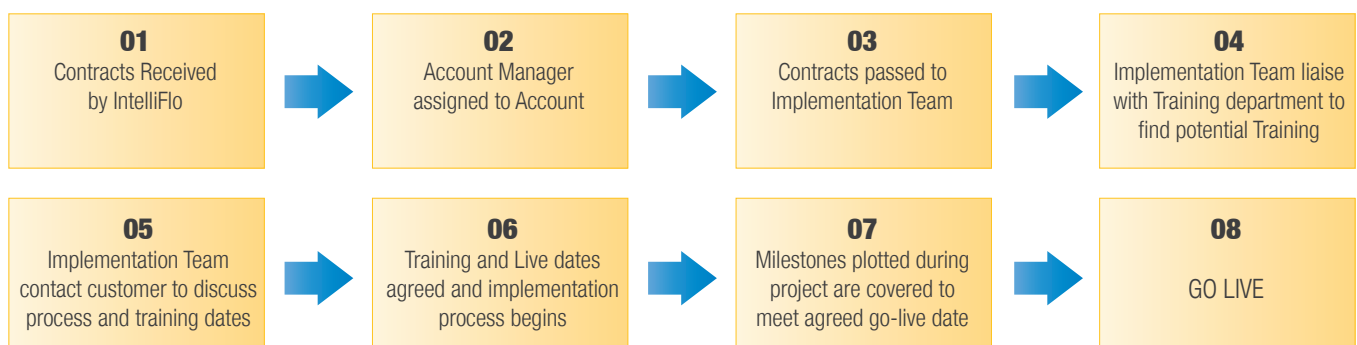 01
Contracts Received
by IntelliFlo
02
Account Manager
assigned to Account
03
Contracts passed to
Implementation Team
04
Implementation Team liaise
with Training department to
find potential Training
05
Implementation Team
contact customer to discuss
process and training dates
06
Training and Live dates
agreed and implementation
process begins
07
Milestones plotted during
project are covered to
meet agreed go-live date
08
GO LIVE